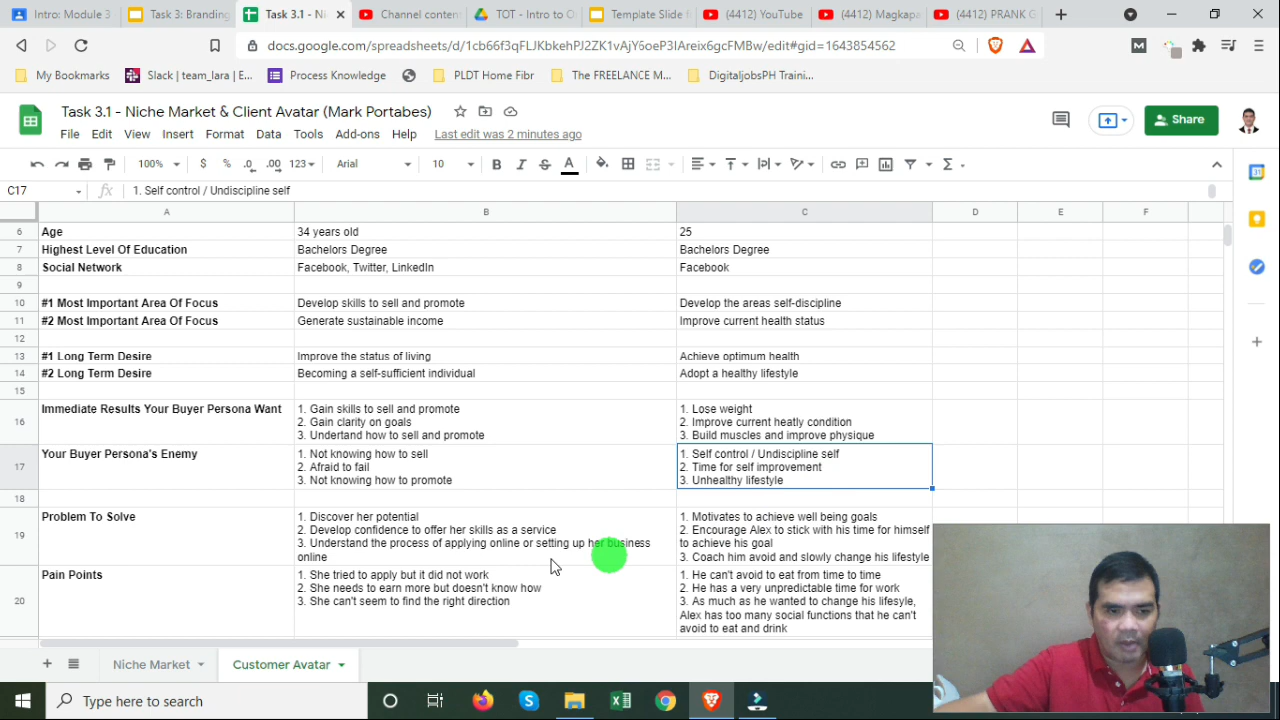 Intro: Module 3
Task 3: Branding
Task 3.1 - Ni
Channel conten
TOT - Intro to O
Template Slide
(4412) YouTube
(4412) Magkapa
(4412) PRANK G
docs.google.com/spreadsheets/d/1cb66f3qFLJKbkehPJ2ZK1vAjY6oeP3IAreix6gcFMBw/edit#gid=1643854562
My Bookmarks
Slack | team_lara | E...
Process Knowledge
PLDT Home Fibr
The FREELANCE M...
DigitaljobsPH Traini...
Task 3.1 - Niche Market & Client Avatar (Mark Portabes)
File Edit View Insert Format Data Tools Add-ons Help Last edit was 2 minutes ago
Share
100% $ % .0 .00 123 Arial 10 B I S A
C17 fx 1. Self control / Undiscipline self
A B C D E F
6 Age 34 years old 25
7 Highest Level Of Education Bachelors Degree Bachelors Degree
8 Social Network Facebook, Twitter, LinkedIn Facebook
9
10 #1 Most Important Area Of Focus Develop skills to sell and promote Develop the areas self-discipline
11 #2 Most Important Area Of Focus Generate sustainable income Improve current health status
12
13 #1 Long Term Desire Improve the status of living Achieve optimum health
14 #2 Long Term Desire Becoming a self-sufficient individual Adopt a healthy lifestyle
15
16 Immediate Results Your Buyer Persona Want
1. Gain skills to sell and promote
2. Gain clarity on goals
3. Undertand how to sell and promote
1. Lose weight
2. Improve current heatly condition
3. Build muscles and improve physique
17 Your Buyer Persona's Enemy
1. Not knowing how to sell
2. Afraid to fail
3. Not knowing how to promote
1. Self control / Undiscipline self
2. Time for self improvement
3. Unhealthy lifestyle
18
19 Problem To Solve
1. Discover her potential
2. Develop confidence to offer her skills as a service
3. Understand the process of applying online or setting up her business
online
1. Motivates to achieve well being goals
2. Encourage Alex to stick with his time for himself
to achieve his goal
3. Coach him avoid and slowly change his lifestyle
20 Pain Points
1. She tried to apply but it did not work
2. She needs to earn more but doesn't know how
3. She can't seem to find the right direction
1. He can't avoid to eat from time to time
2. He has a very unpredictable time for work
3. As much as he wanted to change his lifesyle,
Alex has too many social functions that he can't
avoid to eat and drink
Niche Market
Customer Avatar
Type here to search